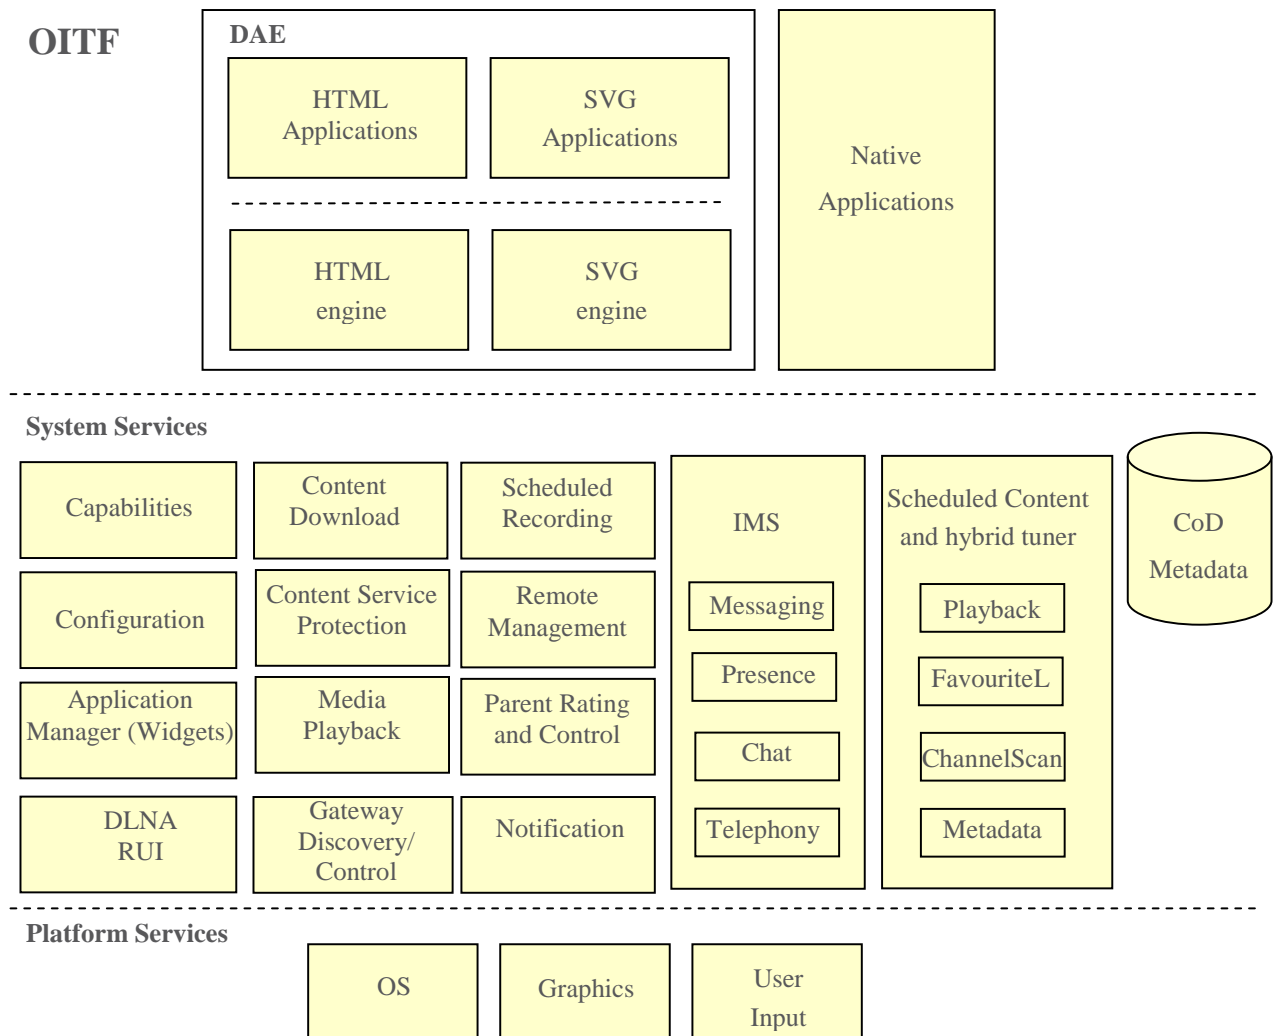 OITF
DAE
HTML
Applications
SVG
Applications
Native
Applications
HTML
engine
SVG
engine
System Services
Capabilities
Content
Download
Scheduled
Recording
IMS
Scheduled Content
and hybrid tuner
CoD
Metadata
Configuration
Content Service
Protection
Remote
Management
Messaging
Playback
Application
Manager (Widgets)
Media
Playback
Parent Rating
and Control
Presence
FavouriteL
Chat
ChannelScan
DLNA
RUI
Gateway
Discovery/
Control
Notification
Telephony
Metadata
Platform Services
OS
Graphics
User
Input